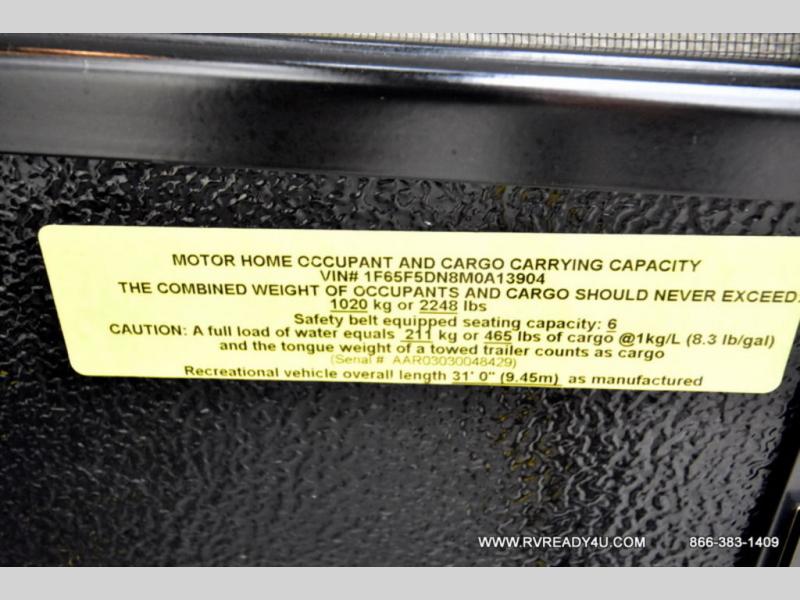 MOTOR HOME OCCUPANT AND CARGO CARRYING CAPACITY
VIN# 1F65F5DN8M0A13904
THE COMBINED WEIGHT OF OCCUPANTS AND CARGO SHOULD NEVER EXCEED:
1020 kg or 2248 lbs
Safety belt equipped seating capacity: 6
CAUTION: A full load of water equals 211 kg or 465 lbs of cargo @1kg/L (8.3 lb/gal)
and the tongue weight of a towed trailer counts as cargo
(Serial # AAR03030048429)
Recreational vehicle overall length 31' 0" (9.45m) as manufactured
WWW.RVREADY4U.COM 866-383-1409